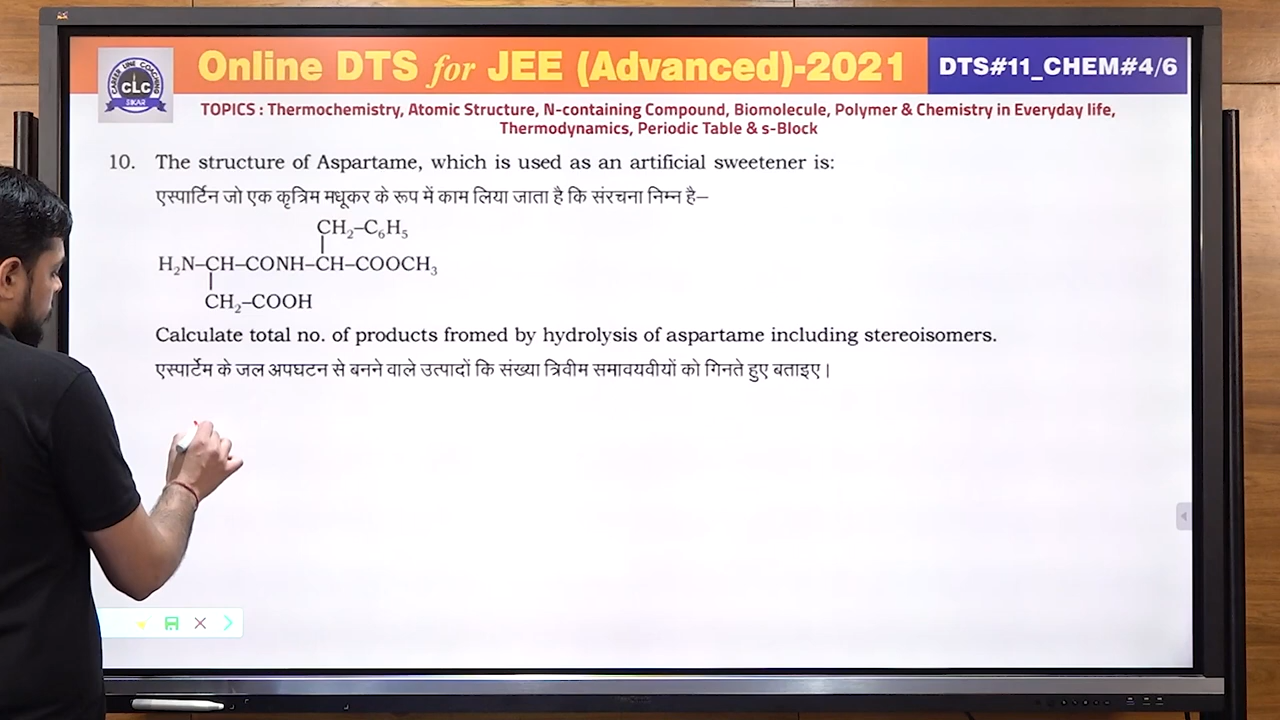 Online DTS for JEE (Advanced)-2021
DTS#11_CHEM#4/6
CAREER LINE COACHING
CLC
SIKAR
TOPICS : Thermochemistry, Atomic Structure, N-containing Compound, Biomolecule, Polymer & Chemistry in Everyday life,
Thermodynamics, Periodic Table & s-Block
10. The structure of Aspartame, which is used as an artificial sweetener is:
एस्पार्टिन जो एक कृत्रिम मधूकर के रूप में काम लिया जाता है कि संरचना निम्न है–
CH₂–C₆H₅
H₂N–CH–CONH–CH–COOCH₃
CH₂–COOH
Calculate total no. of products fromed by hydrolysis of aspartame including stereoisomers.
एस्पार्टेम के जल अपघटन से बनने वाले उत्पादों कि संख्या त्रिवीम समावयवीयों को गिनते हुए बताइए।